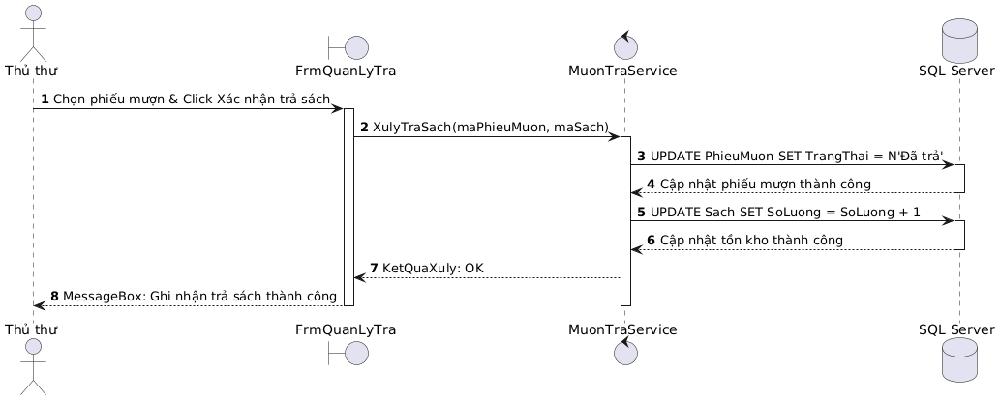 Thủ thư
FrmQuanLyTra
MuonTraService
SQL Server
1 Chọn phiếu mượn & Click Xác nhận trả sách
2 XulyTraSach(maPhieuMuon, maSach)
3 UPDATE PhieuMuon SET TrangThai = N'Đã trả'
4 Cập nhật phiếu mượn thành công
5 UPDATE Sach SET SoLuong = SoLuong + 1
6 Cập nhật tồn kho thành công
7 KetQuaXuly: OK
8 MessageBox: Ghi nhận trả sách thành công
Thủ thư
FrmQuanLyTra
MuonTraService
SQL Server